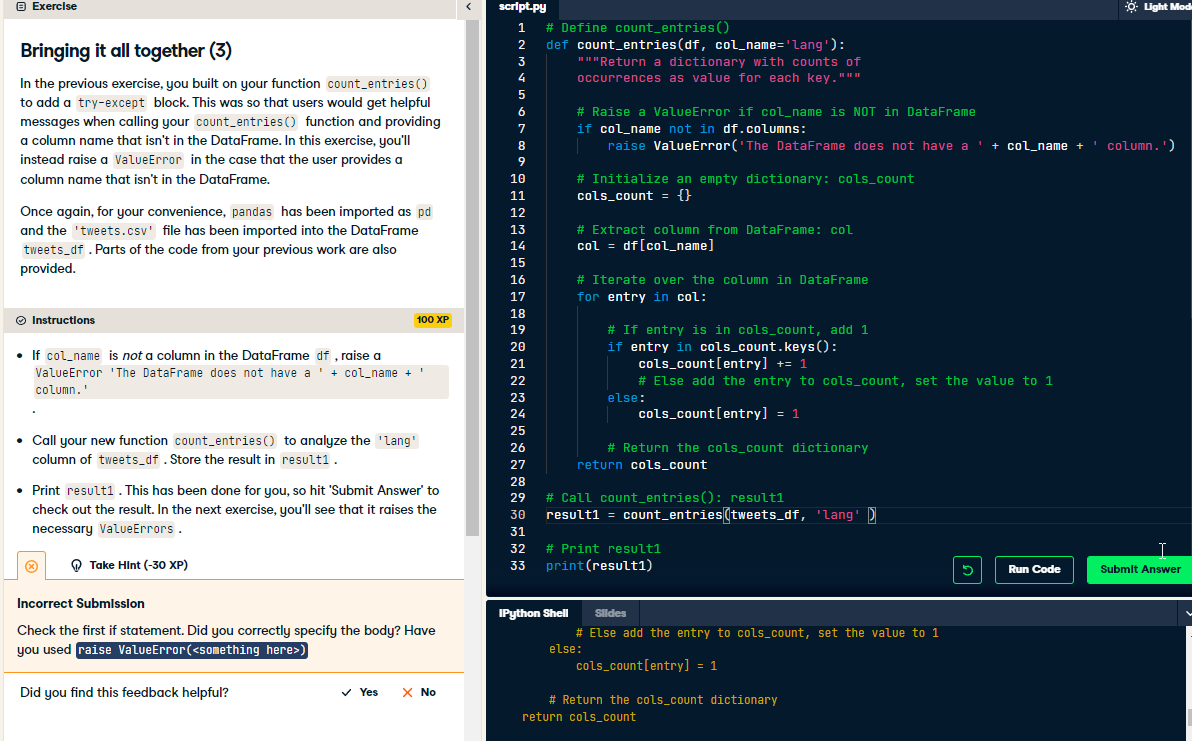 Exercise
Bringing it all together (3)
In the previous exercise, you built on your function count_entries()
to add a try-except block. This was so that users would get helpful
messages when calling your count_entries() function and providing
a column name that isn't in the DataFrame. In this exercise, you'll
instead raise a ValueError in the case that the user provides a
column name that isn't in the DataFrame.
Once again, for your convenience, pandas has been imported as pd
and the 'tweets.csv' file has been imported into the DataFrame
tweets_df . Parts of the code from your previous work are also
provided.
Instructions
100 XP
If col_name is not a column in the DataFrame df , raise a
ValueError 'The DataFrame does not have a ' + col_name + '
column.'
.
Call your new function count_entries() to analyze the 'lang'
column of tweets_df . Store the result in result1 .
Print result1 . This has been done for you, so hit 'Submit Answer' to
check out the result. In the next exercise, you'll see that it raises the
necessary ValueErrors .
Take Hint (-30 XP)
Incorrect Submission
Check the first if statement. Did you correctly specify the body? Have
you used raise ValueError(<something here>)
Did you find this feedback helpful?
Yes
No
script.py
Light Mode
1 # Define count_entries()
2 def count_entries(df, col_name='lang'):
3 """Return a dictionary with counts of
4 occurrences as value for each key."""
5
6 # Raise a ValueError if col_name is NOT in DataFrame
7 if col_name not in df.columns:
8 raise ValueError('The DataFrame does not have a ' + col_name + ' column.')
9
10 # Initialize an empty dictionary: cols_count
11 cols_count = {}
12
13 # Extract column from DataFrame: col
14 col = df[col_name]
15
16 # Iterate over the column in DataFrame
17 for entry in col:
18
19 # If entry is in cols_count, add 1
20 if entry in cols_count.keys():
21 cols_count[entry] += 1
22 # Else add the entry to cols_count, set the value to 1
23 else:
24 cols_count[entry] = 1
25
26 # Return the cols_count dictionary
27 return cols_count
28
29 # Call count_entries(): result1
30 result1 = count_entries(tweets_df, 'lang' )
31
32 # Print result1
33 print(result1)
Run Code
Submit Answer
IPython Shell
Slides
# Else add the entry to cols_count, set the value to 1
else:
cols_count[entry] = 1
# Return the cols_count dictionary
return cols_count